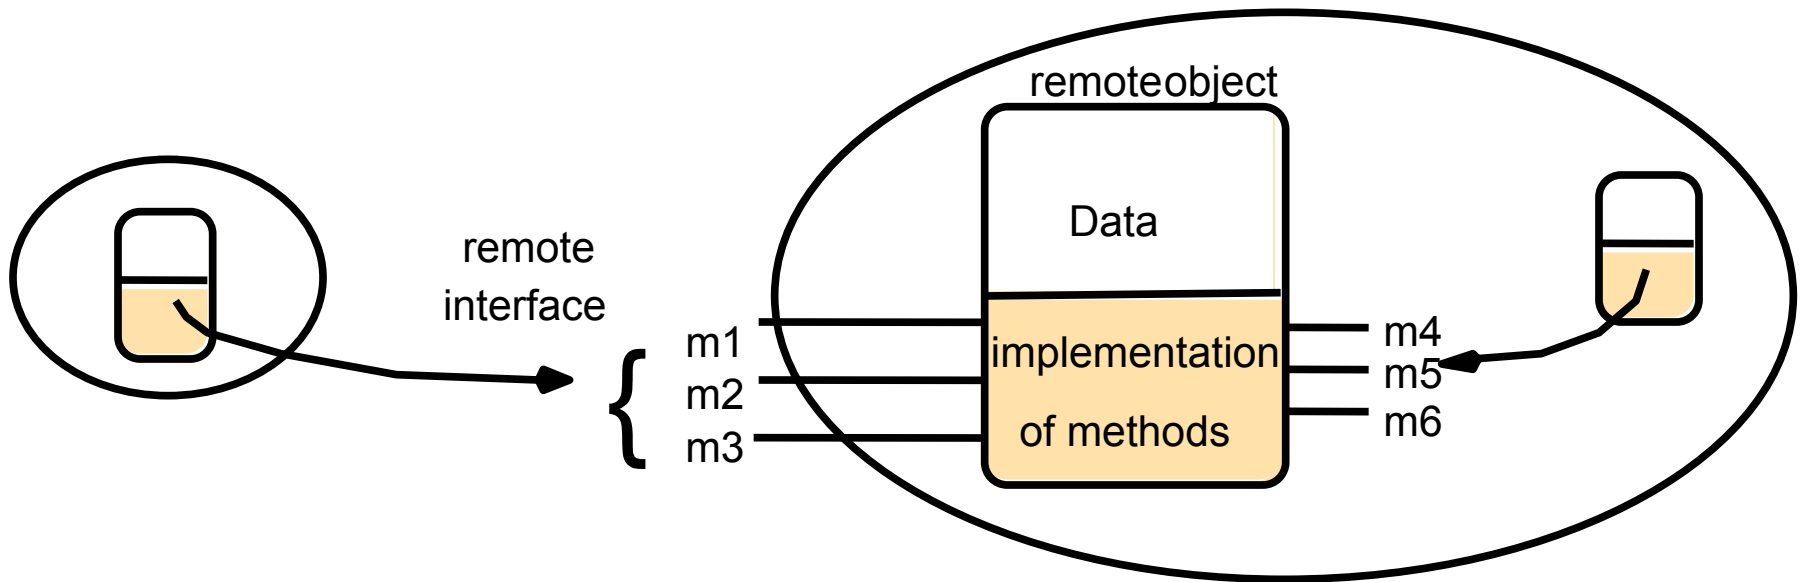 remoteobject
Data
remote
interface
{
m1
m2
m3
implementation
of methods
m4
m5
m6